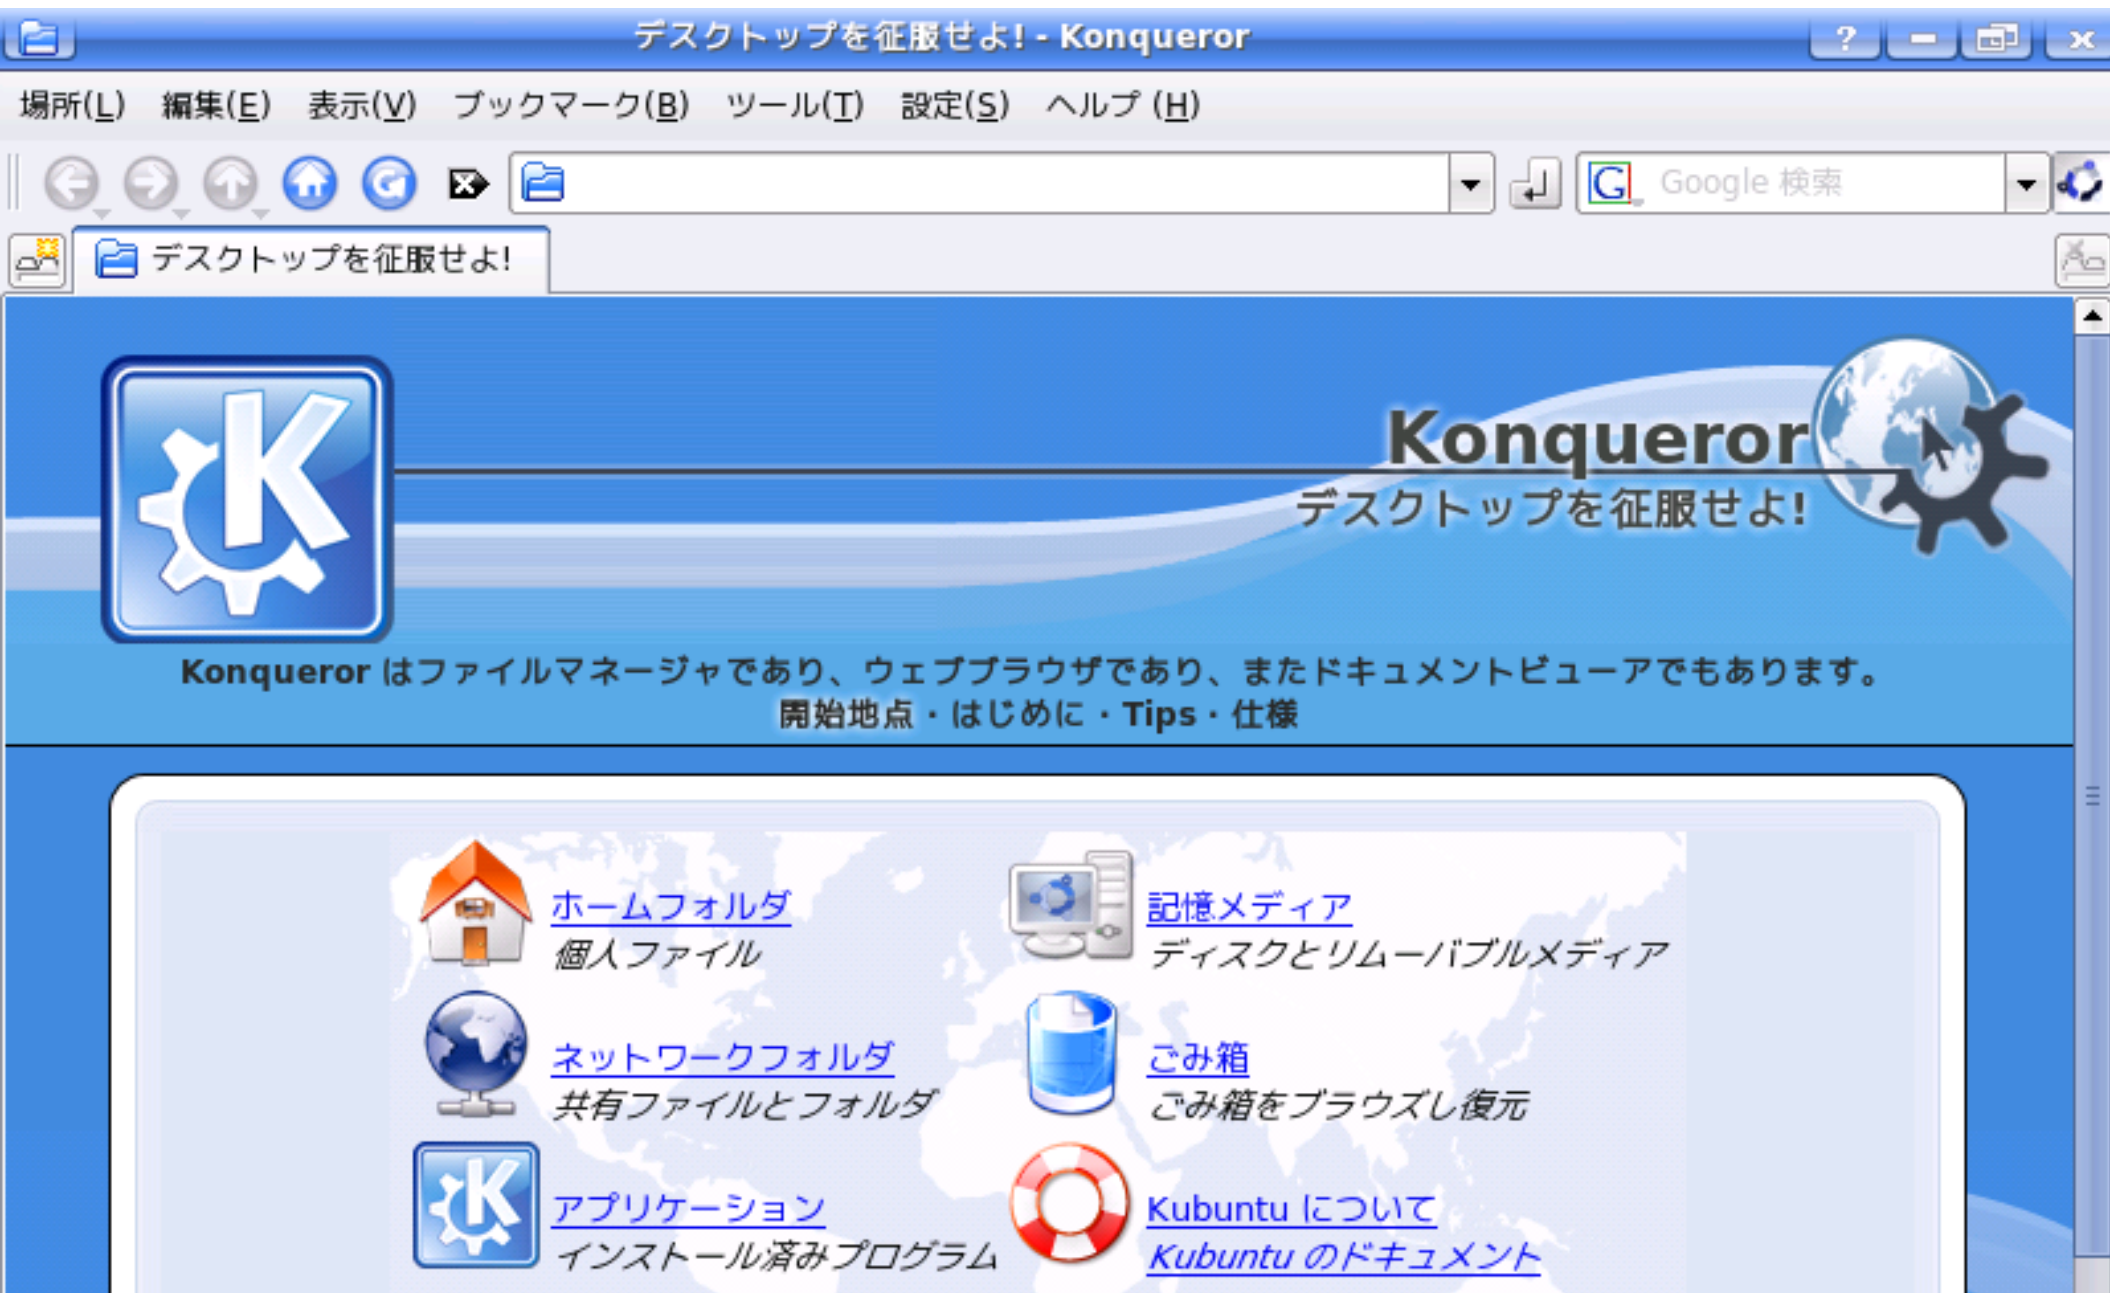 デスクトップを征服せよ! - Konqueror
場所(L) 編集(E) 表示(V) ブックマーク(B) ツール(T) 設定(S) ヘルプ (H)
Google 検索
デスクトップを征服せよ!
Konqueror
デスクトップを征服せよ!
Konqueror はファイルマネージャであり、ウェブブラウザであり、またドキュメントビューアでもあります。
開始地点・はじめに・Tips・仕様
ホームフォルダ
個人ファイル
記憶メディア
ディスクとリムーバブルメディア
ネットワークフォルダ
共有ファイルとフォルダ
ごみ箱
ごみ箱をブラウズし復元
アプリケーション
インストール済みプログラム
Kubuntu について
Kubuntu のドキュメント